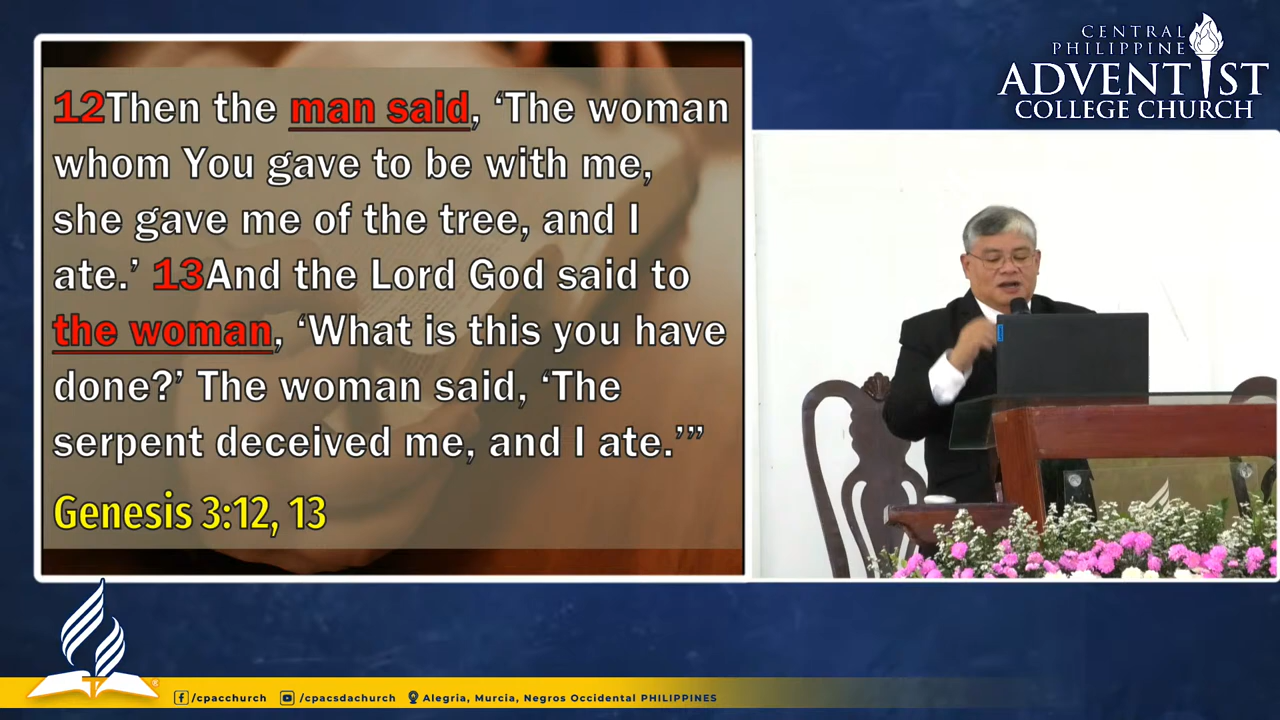 12Then the man said, ‘The woman
whom You gave to be with me,
she gave me of the tree, and I
ate.’ 13And the Lord God said to
the woman, ‘What is this you have
done?’ The woman said, ‘The
serpent deceived me, and I ate.’”
Genesis 3:12, 13
CENTRAL
PHILIPPINE
ADVENTIST
COLLEGE CHURCH
/cpacchurch
/cpacsdachurch
Alegria, Murcia, Negros Occidental PHILIPPINES